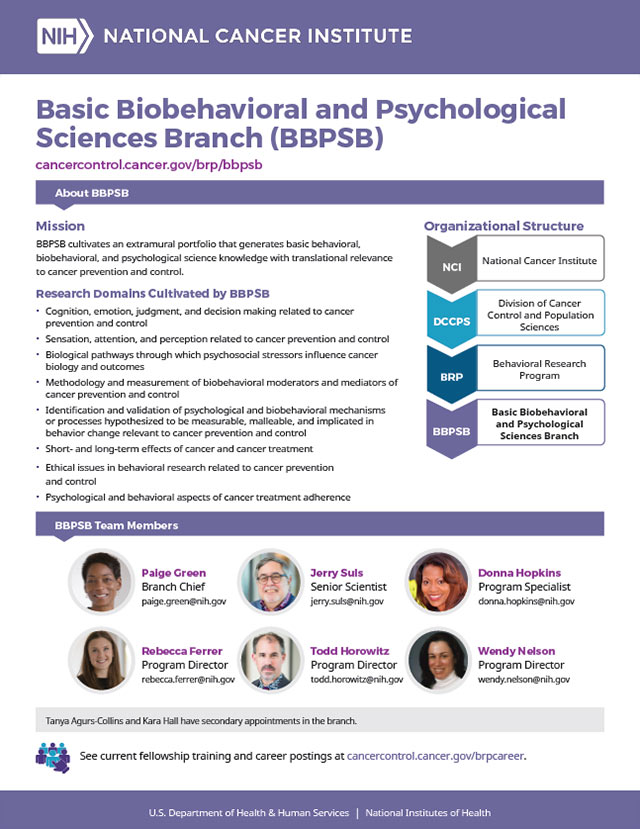 NIH NATIONAL CANCER INSTITUTE
Basic Biobehavioral and Psychological
Sciences Branch (BBPSB)
cancercontrol.cancer.gov/brp/bbpsb
About BBPSB
Mission
BBPSB cultivates an extramural portfolio that generates basic behavioral,
biobehavioral, and psychological science knowledge with translational relevance
to cancer prevention and control.
Research Domains Cultivated by BBPSB
• Cognition, emotion, judgment, and decision making related to cancer
prevention and control
• Sensation, attention, and perception related to cancer prevention and control
• Biological pathways through which psychosocial stressors influence cancer
biology and outcomes
• Methodology and measurement of biobehavioral moderators and mediators of
cancer prevention and control
• Identification and validation of psychological and biobehavioral mechanisms
or processes hypothesized to be measurable, malleable, and implicated in
behavior change relevant to cancer prevention and control
• Short- and long-term effects of cancer and cancer treatment
• Ethical issues in behavioral research related to cancer prevention
and control
• Psychological and behavioral aspects of cancer treatment adherence
Organizational Structure
NCI
National Cancer Institute
DCCPS
Division of Cancer
Control and Population
Sciences
BRP
Behavioral Research
Program
BBPSB
Basic Biobehavioral
and Psychological
Sciences Branch
BBPSB Team Members
Paige Green
Branch Chief
paige.green@nih.gov
Jerry Suls
Senior Scientist
jerry.suls@nih.gov
Donna Hopkins
Program Specialist
donna.hopkins@nih.gov
Rebecca Ferrer
Program Director
rebecca.ferrer@nih.gov
Todd Horowitz
Program Director
todd.horowitz@nih.gov
Wendy Nelson
Program Director
wendy.nelson@nih.gov
Tanya Agurs-Collins and Kara Hall have secondary appointments in the branch.
See current fellowship training and career postings at cancercontrol.cancer.gov/brpcareer.
U.S. Department of Health & Human Services | National Institutes of Health